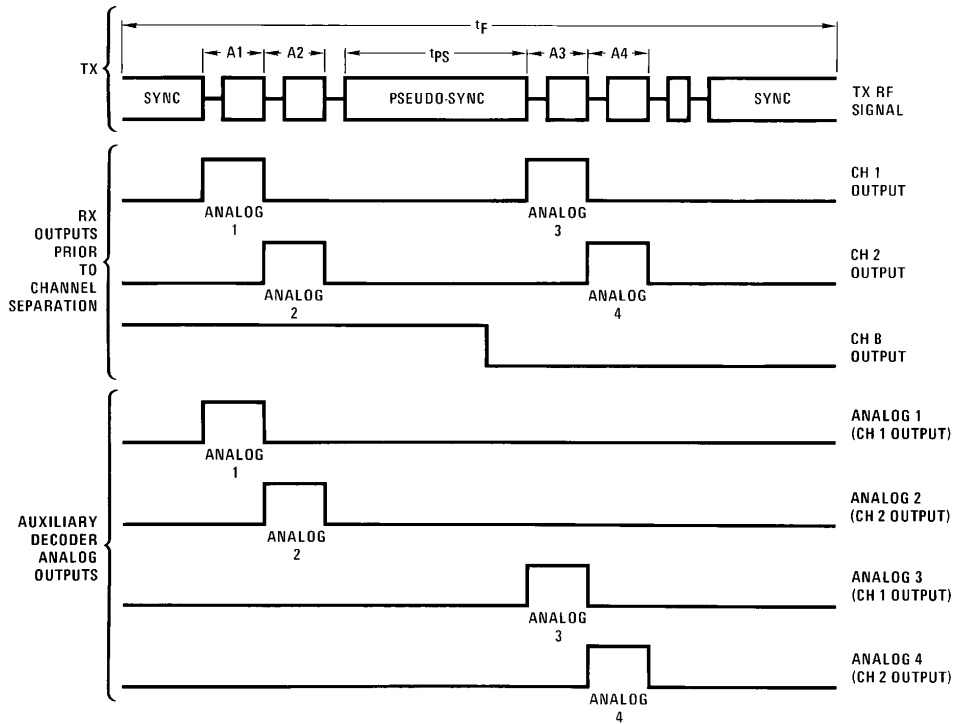 tF
A1
A2
tPS
A3
A4
TX
SYNC
PSEUDO-SYNC
SYNC
TX RF
SIGNAL
RX
OUTPUTS
PRIOR
TO
CHANNEL
SEPARATION
ANALOG
1
ANALOG
3
CH 1
OUTPUT
ANALOG
2
ANALOG
4
CH 2
OUTPUT
CH B
OUTPUT
AUXILIARY
DECODER
ANALOG
OUTPUTS
ANALOG
1
ANALOG 1
(CH 1 OUTPUT)
ANALOG
2
ANALOG 2
(CH 2 OUTPUT)
ANALOG
3
ANALOG 3
(CH 1 OUTPUT)
ANALOG
4
ANALOG 4
(CH 2 OUTPUT)